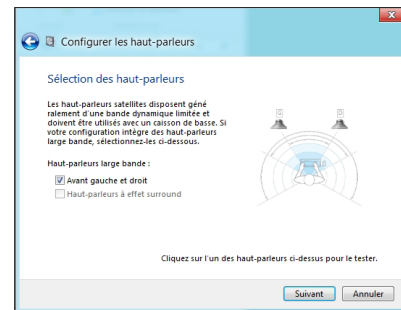 Configurer les haut-parleurs
Sélection des haut-parleurs
Les haut-parleurs satellites disposent géné
ralement d'une bande dynamique limitée et
doivent être utilisés avec un caisson de basse. Si
votre configuration intègre des haut-parleurs
large bande, sélectionnez-les ci-dessous.
Haut-parleurs large bande :
Avant gauche et droit
Haut-parleurs à effet surround
Cliquez sur l'un des haut-parleurs ci-dessus pour le tester.
Suivant
Annuler